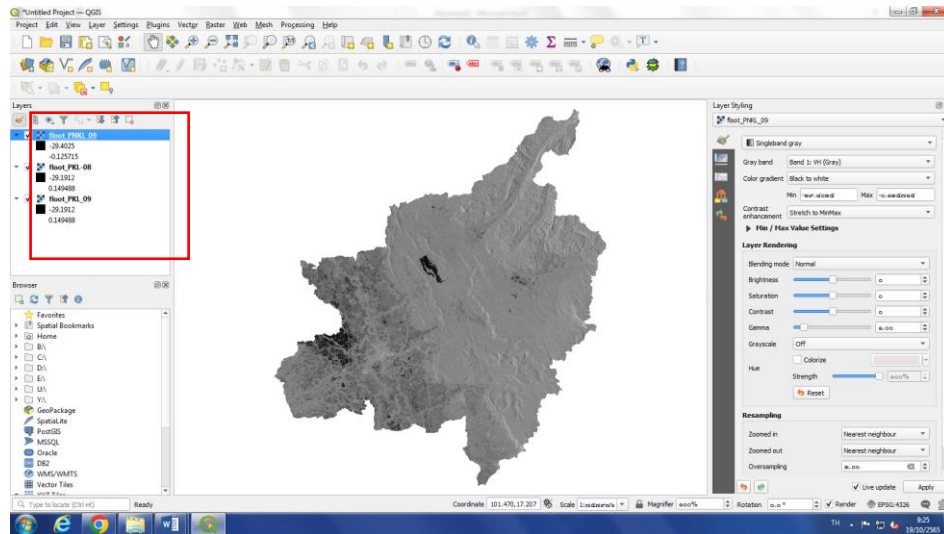 *Untitled Project — QGIS
Project Edit View Layer Settings Plugins Vector Raster Web Mesh Processing Help
Layers
floot_PNKL_09
-29.4025
-0.125715
floot_PKL-08
-29.1912
0.149488
floot_PKL_09
-29.1912
0.149488
Browser
Favorites
Spatial Bookmarks
Home
B:\
C:\
D:\
E:\
U:\
Y:\
GeoPackage
SpatiaLite
PostGIS
MSSQL
Oracle
DB2
WMS/WMTS
Vector Tiles
XYZ Tiles
Layer Styling
floot_PNKL_09
Singleband gray
Gray band Band 1: VH (Gray)
Color gradient Black to white
Min Max
Contrast enhancement Stretch to MinMax
Min / Max Value Settings
Layer Rendering
Blending mode Normal
Brightness 0
Saturation 0
Contrast 0
Gamma
Grayscale Off
Hue
Colorize
Strength
Reset
Resampling
Zoomed in Nearest neighbour
Zoomed out Nearest neighbour
Oversampling
Live update Apply
Type to locate (Ctrl+K) Ready Coordinate 101.470,17.207 Scale Magnifier Rotation Render EPSG:4326
TH 9:25
19/10/2565